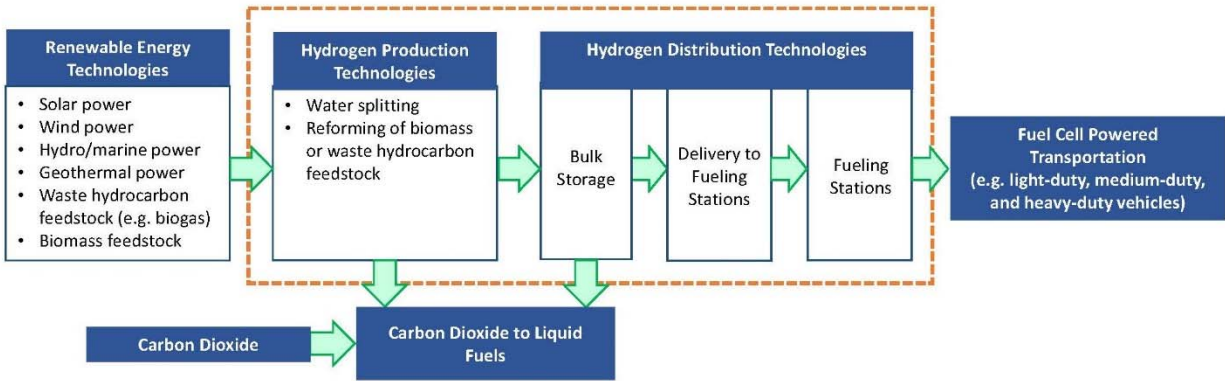 Renewable Energy
Technologies
• Solar power
• Wind power
• Hydro/marine power
• Geothermal power
• Waste hydrocarbon
feedstock (e.g. biogas)
• Biomass feedstock
Hydrogen Production
Technologies
• Water splitting
• Reforming of biomass
or waste hydrocarbon
feedstock
Hydrogen Distribution Technologies
Bulk
Storage
Delivery to
Fueling
Stations
Fueling
Stations
Fuel Cell Powered
Transportation
(e.g. light-duty, medium-duty,
and heavy-duty vehicles)
Carbon Dioxide
Carbon Dioxide to Liquid
Fuels